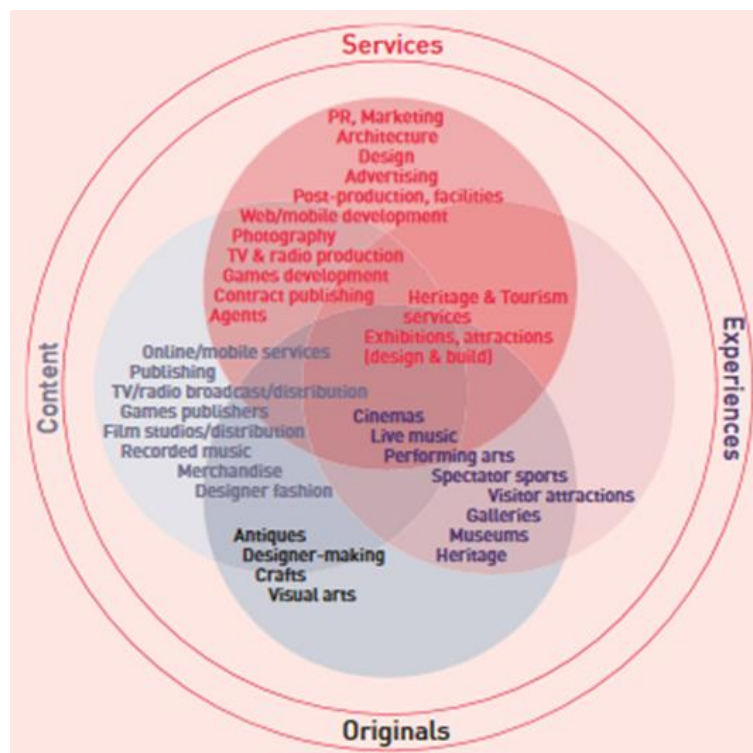 Services
PR, Marketing
Architecture
Design
Advertising
Post-production, facilities
Web/mobile development
Photography
TV & radio production
Games development
Contract publishing
Agents
Heritage & Tourism
services
Exhibitions, attractions
(design & build)
Content
Online/mobile services
Publishing
TV/radio broadcast/distribution
Games publishers
Film studios/distribution
Recorded music
Merchandise
Designer fashion
Experiences
Cinemas
Live music
Performing arts
Spectator sports
Visitor attractions
Galleries
Museums
Heritage
Antiques
Designer-making
Crafts
Visual arts
Originals